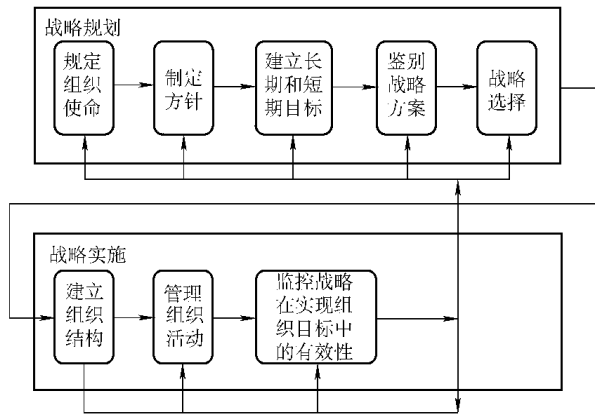 战略规划
规定
组织
使命
制定
方针
建立长
期和短
期目标
鉴别
战略
方案
战略
选择
战略实施
建立
组织
结构
管理
组织
活动
监控战略
在实现组
织目标中
的有效性